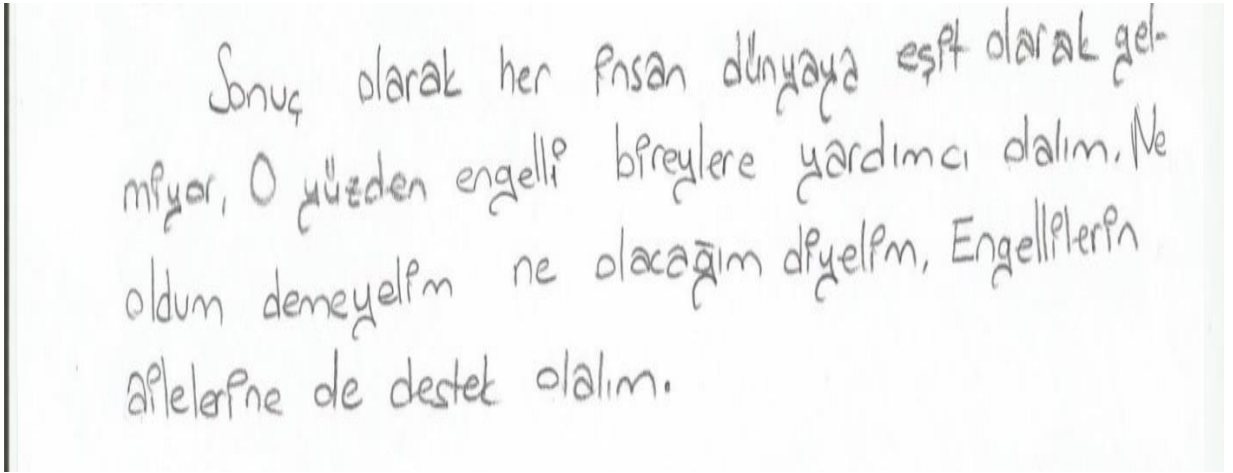 Sonuç olarak her insan dünyaya eşit olarak gel-
miyor, O yüzden engelli bireylere yardımcı olalım. Ne
oldum demeyelim ne olacağım diyelim, Engellilerin
ailelerine de destek olalım.